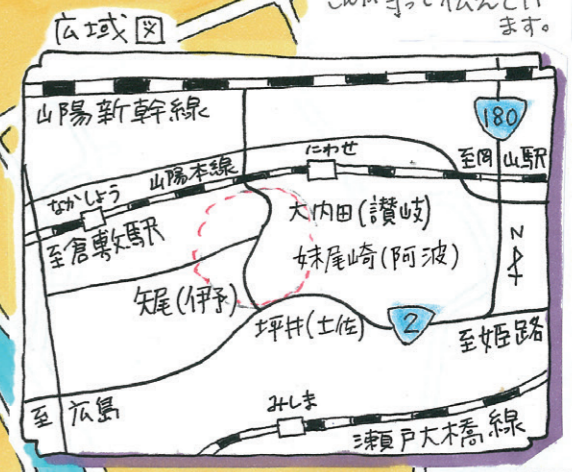 広域図
ます。
山陽新幹線
180
にわせ
山陽本線
至岡山駅
なかしょう
至倉敷駅
大内田(讃岐)
N
妹尾崎(阿波)
矢尾(伊予)
坪井(土佐)
2
至姫路
至広島
みしま
瀬戸大橋線